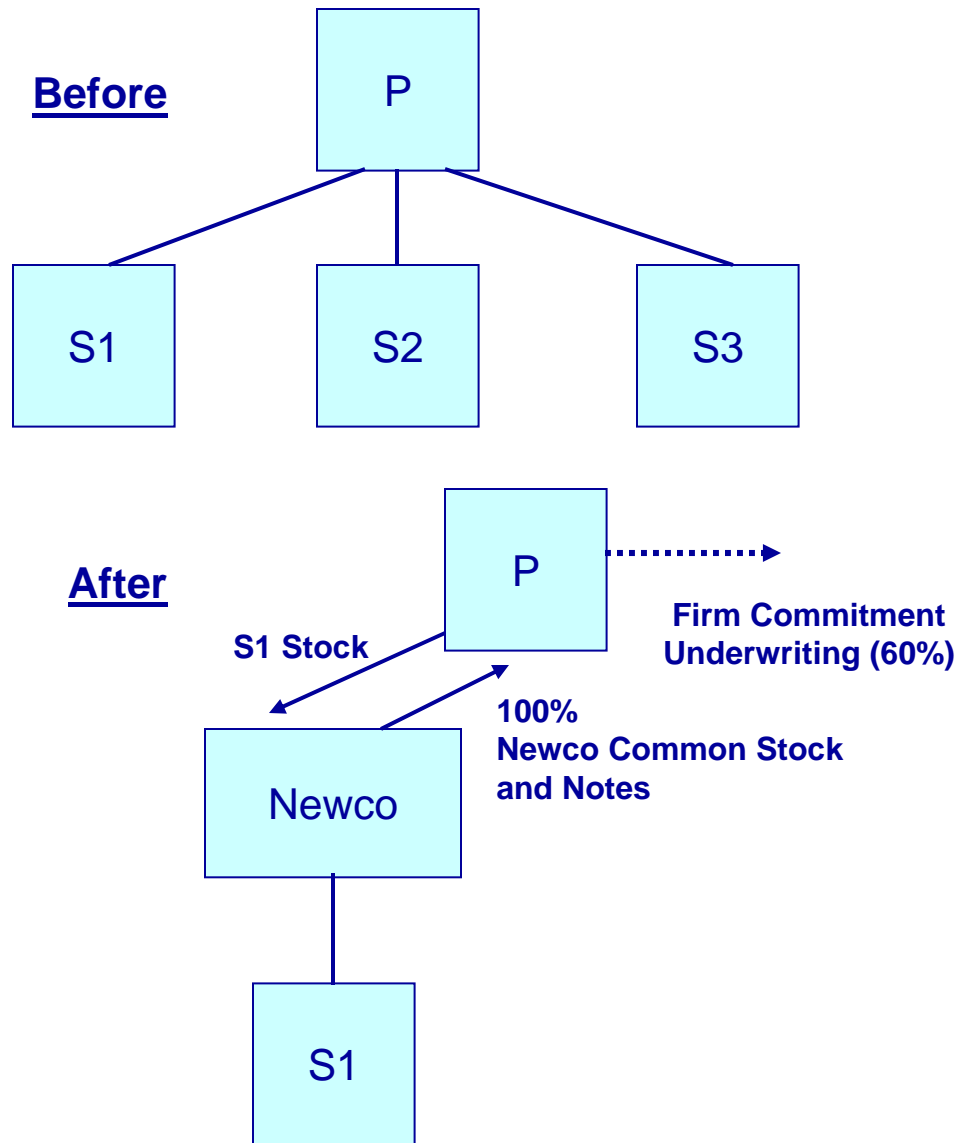 Before
P
S1
S2
S3
After
P
Firm Commitment
Underwriting (60%)
S1 Stock
100%
Newco Common Stock
and Notes
Newco
S1